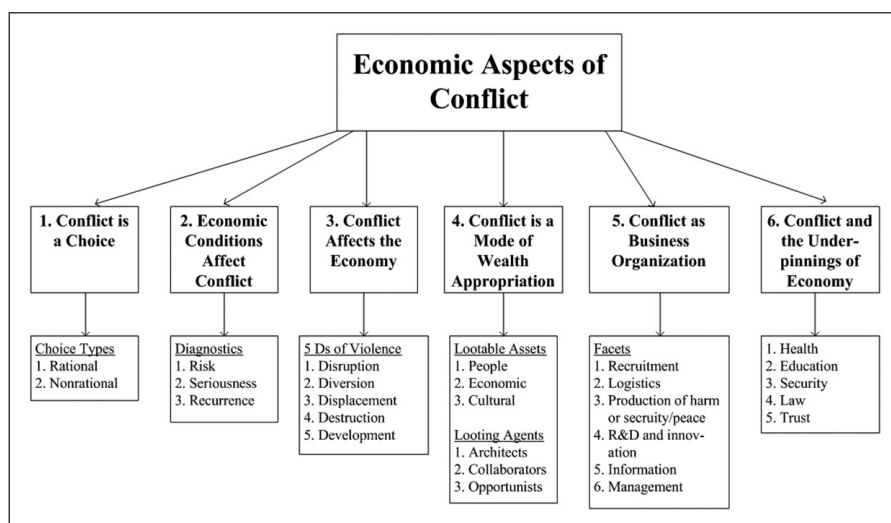 Economic Aspects of
Conflict
1. Conflict is
a Choice
2. Economic
Conditions
Affect
Conflict
3. Conflict
Affects the
Economy
4. Conflict is a
Mode of
Wealth
Appropriation
5. Conflict as
Business
Organization
6. Conflict and
the Under-
pinnings of
Economy
Choice Types
1. Rational
2. Nonrational
Diagnostics
1. Risk
2. Seriousness
3. Recurrence
5 Ds of Violence
1. Disruption
2. Diversion
3. Displacement
4. Destruction
5. Development
Lootable Assets
1. People
2. Economic
3. Cultural
Looting Agents
1. Architects
2. Collaborators
3. Opportunists
Facets
1. Recruitment
2. Logistics
3. Production of harm
or secruity/peace
4. R&D and innov-
ation
5. Information
6. Management
1. Health
2. Education
3. Security
4. Law
5. Trust